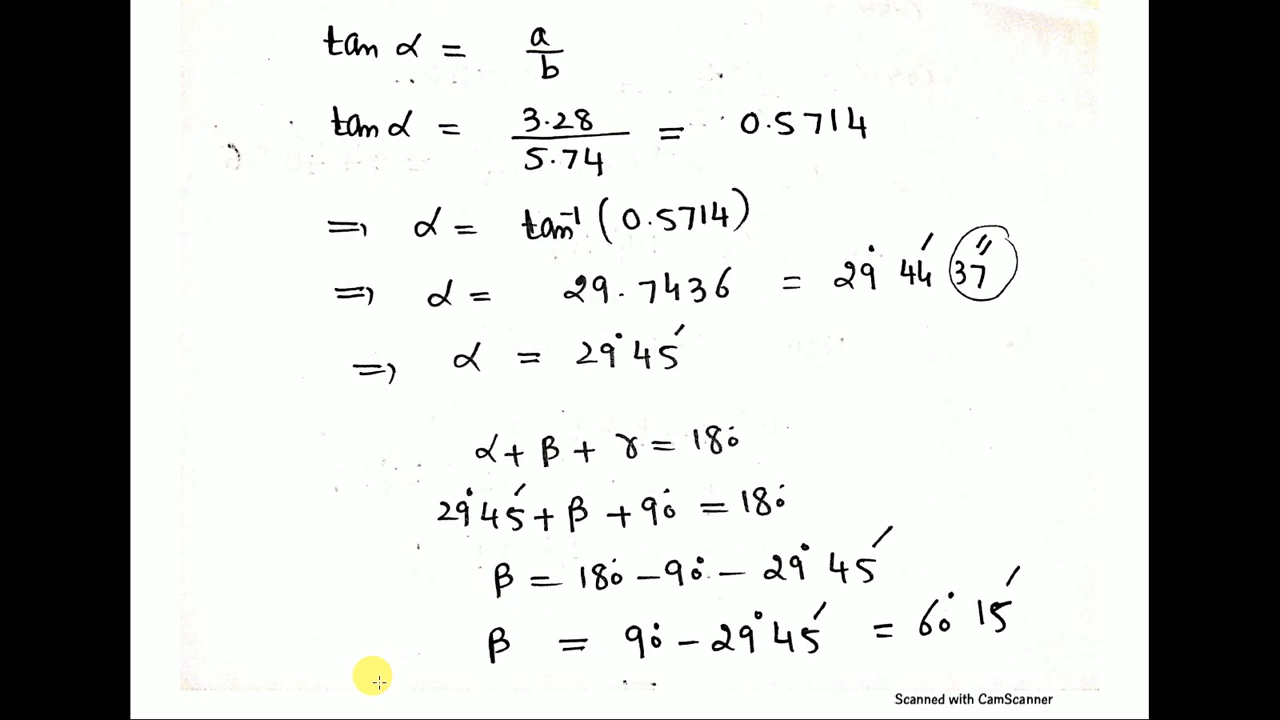 tan α = a/b
tan α = 3.28/5.74 = 0.5714
⇒ α = tan⁻¹(0.5714)
⇒ α = 29.7436 = 29° 44′ 37″
⇒ α = 29° 45′
α + β + γ = 180°
29° 45′ + β + 90° = 180°
β = 180° − 90° − 29° 45′
β = 90° − 29° 45′ = 60° 15′
Scanned with CamScanner